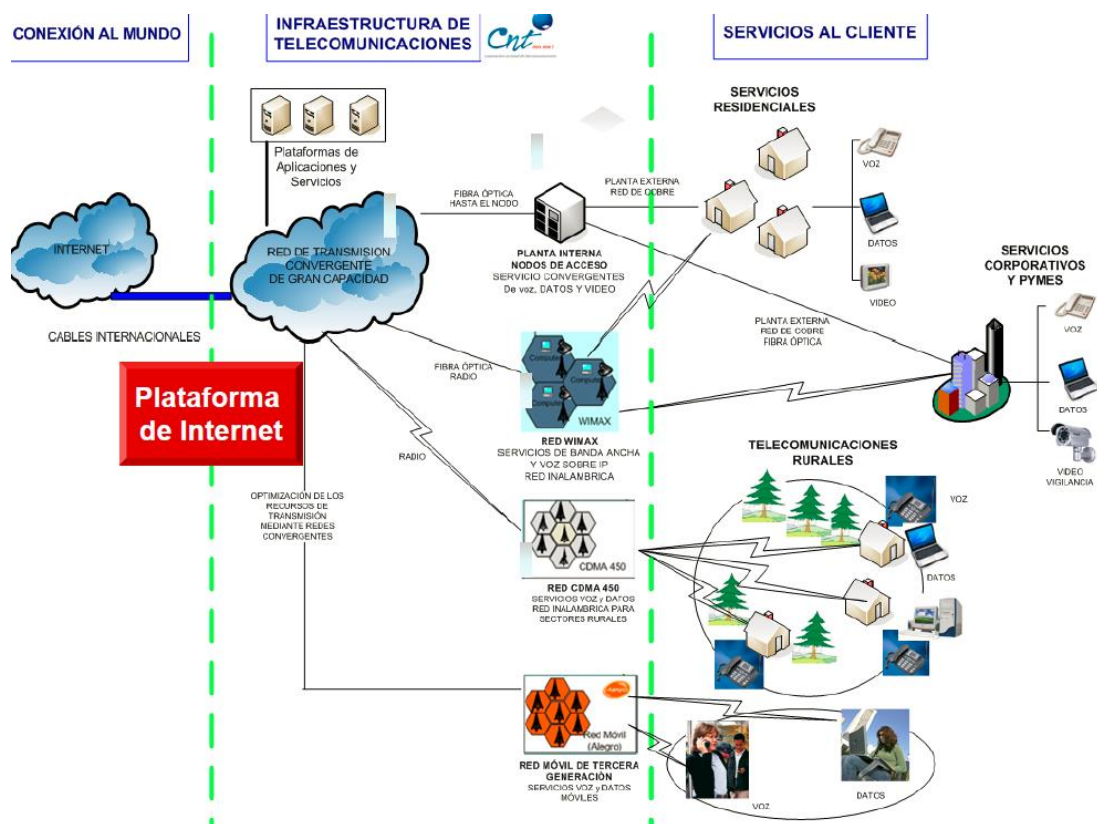 CONEXIÓN AL MUNDO
INFRAESTRUCTURA DE
TELECOMUNICACIONES
Cnt
SERVICIOS AL CLIENTE
Plataformas de
Aplicaciones y
Servicios
INTERNET
RED DE TRANSMISION
CONVERGENTE
DE GRAN CAPACIDAD
CABLES INTERNACIONALES
Plataforma
de Internet
OPTIMIZACIÓN DE LOS
RECURSOS DE
TRANSMISIÓN
MEDIANTE REDES
CONVERGENTES
FIBRA ÓPTICA
HASTA EL NODO
PLANTA INTERNA
NODOS DE ACCESO
SERVICIO CONVERGENTES
De voz, DATOS Y VIDEO
FIBRA ÓPTICA
RADIO
Computer
Computer
Computer
WIMAX
RED WIMAX
SERVICIOS DE BANDA ANCHA
Y VOZ SOBRE IP
RED INALAMBRICA
RADIO
CDMA 450
RED CDMA 450
SERVICIOS VOZ y DATOS
RED INALAMBRICA PARA
SECTORES RURALES
Red Móvil
(Alegro)
RED MÓVIL DE TERCERA
GENERACIÓN
SERVICIOS VOZ y DATOS
MÓVILES
PLANTA EXTERNA
RED DE COBRE
SERVICIOS
RESIDENCIALES
VOZ
DATOS
VIDEO
PLANTA EXTERNA
RED DE COBRE
FIBRA ÓPTICA
SERVICIOS
CORPORATIVOS
Y PYMES
VOZ
DATOS
VIDEO
VIGILANCIA
TELECOMUNICACIONES
RURALES
VOZ
DATOS
VOZ
DATOS